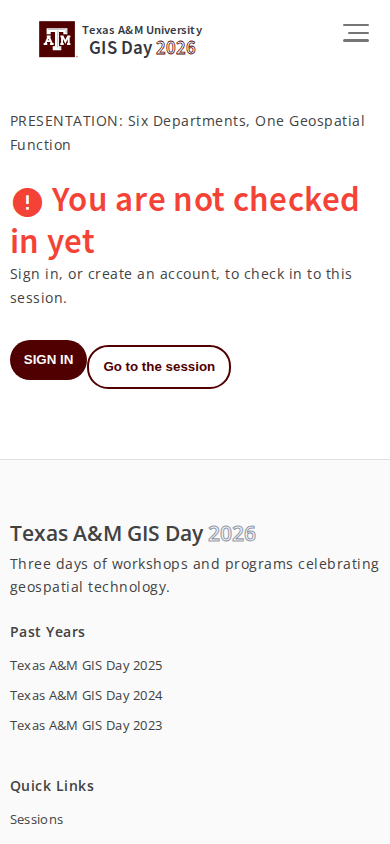 Texas A&M University
GIS Day 2026
PRESENTATION: Six Departments, One Geospatial
Function
You are not checked
in yet
Sign in, or create an account, to check in to this
session.
SIGN IN
Go to the session
Texas A&M GIS Day 2026
Three days of workshops and programs celebrating
geospatial technology.
Past Years
Texas A&M GIS Day 2025
Texas A&M GIS Day 2024
Texas A&M GIS Day 2023
Quick Links
Sessions